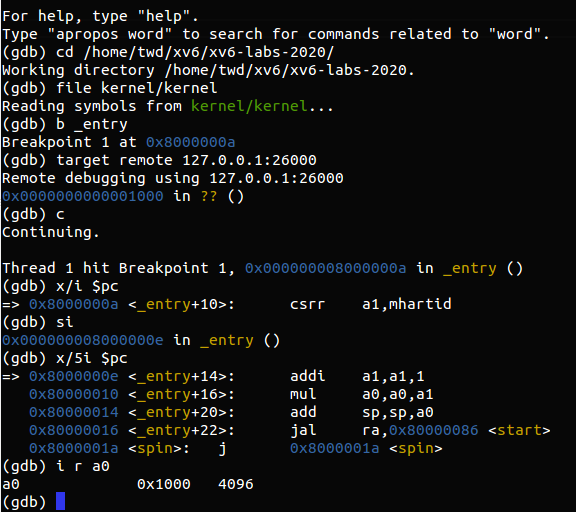 For help, type "help".
Type "apropos word" to search for commands related to "word".
(gdb) cd /home/twd/xv6/xv6-labs-2020/
Working directory /home/twd/xv6/xv6-labs-2020.
(gdb) file kernel/kernel
Reading symbols from kernel/kernel...
(gdb) b _entry
Breakpoint 1 at 0x8000000a
(gdb) target remote 127.0.0.1:26000
Remote debugging using 127.0.0.1:26000
0x0000000000001000 in ?? ()
(gdb) c
Continuing.

Thread 1 hit Breakpoint 1, 0x000000008000000a in _entry ()
(gdb) x/i $pc
=> 0x8000000a <_entry+10>:      csrr    a1,mhartid
(gdb) si
0x000000008000000e in _entry ()
(gdb) x/5i $pc
=> 0x8000000e <_entry+14>:      addi    a1,a1,1
   0x80000010 <_entry+16>:      mul     a0,a0,a1
   0x80000014 <_entry+20>:      add     sp,sp,a0
   0x80000016 <_entry+22>:      jal     ra,0x80000086 <start>
   0x8000001a <spin>:   j       0x8000001a <spin>
(gdb) i r a0
a0             0x1000   4096
(gdb)